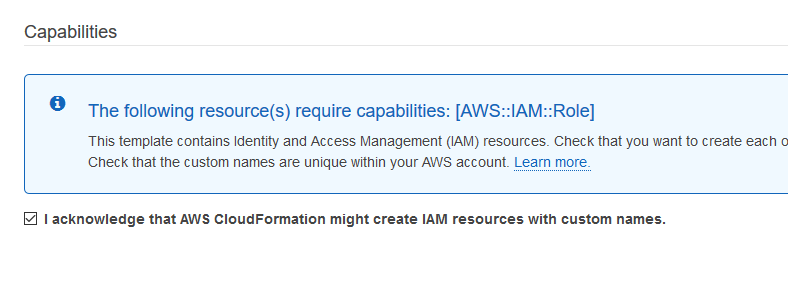 Capabilities
The following resource(s) require capabilities: [AWS::IAM::Role]
This template contains Identity and Access Management (IAM) resources. Check that you want to create each o
Check that the custom names are unique within your AWS account. Learn more.
I acknowledge that AWS CloudFormation might create IAM resources with custom names.